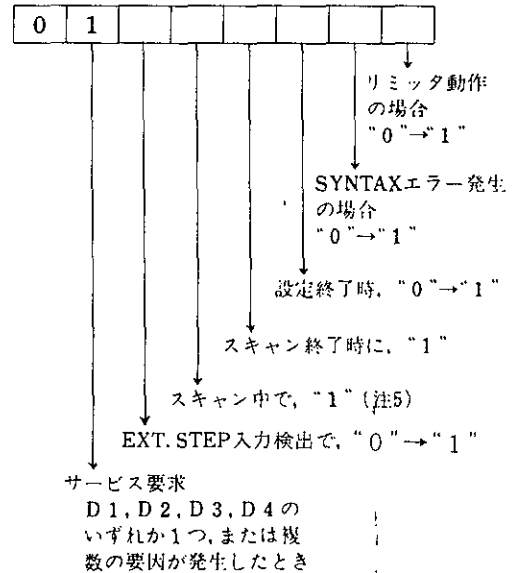 0 1
リミッタ動作
の場合
“0”→“1”
SYNTAXエラー発生
の場合
“0”→“1”
設定終了時, “0”→“1”
スキャン終了時に, “1”
スキャン中で, “1” (注5)
EXT. STEP入力検出で, “0”→“1”
サービス要求
D1, D2, D3, D4の
いずれか1つ, または複
数の要因が発生したとき